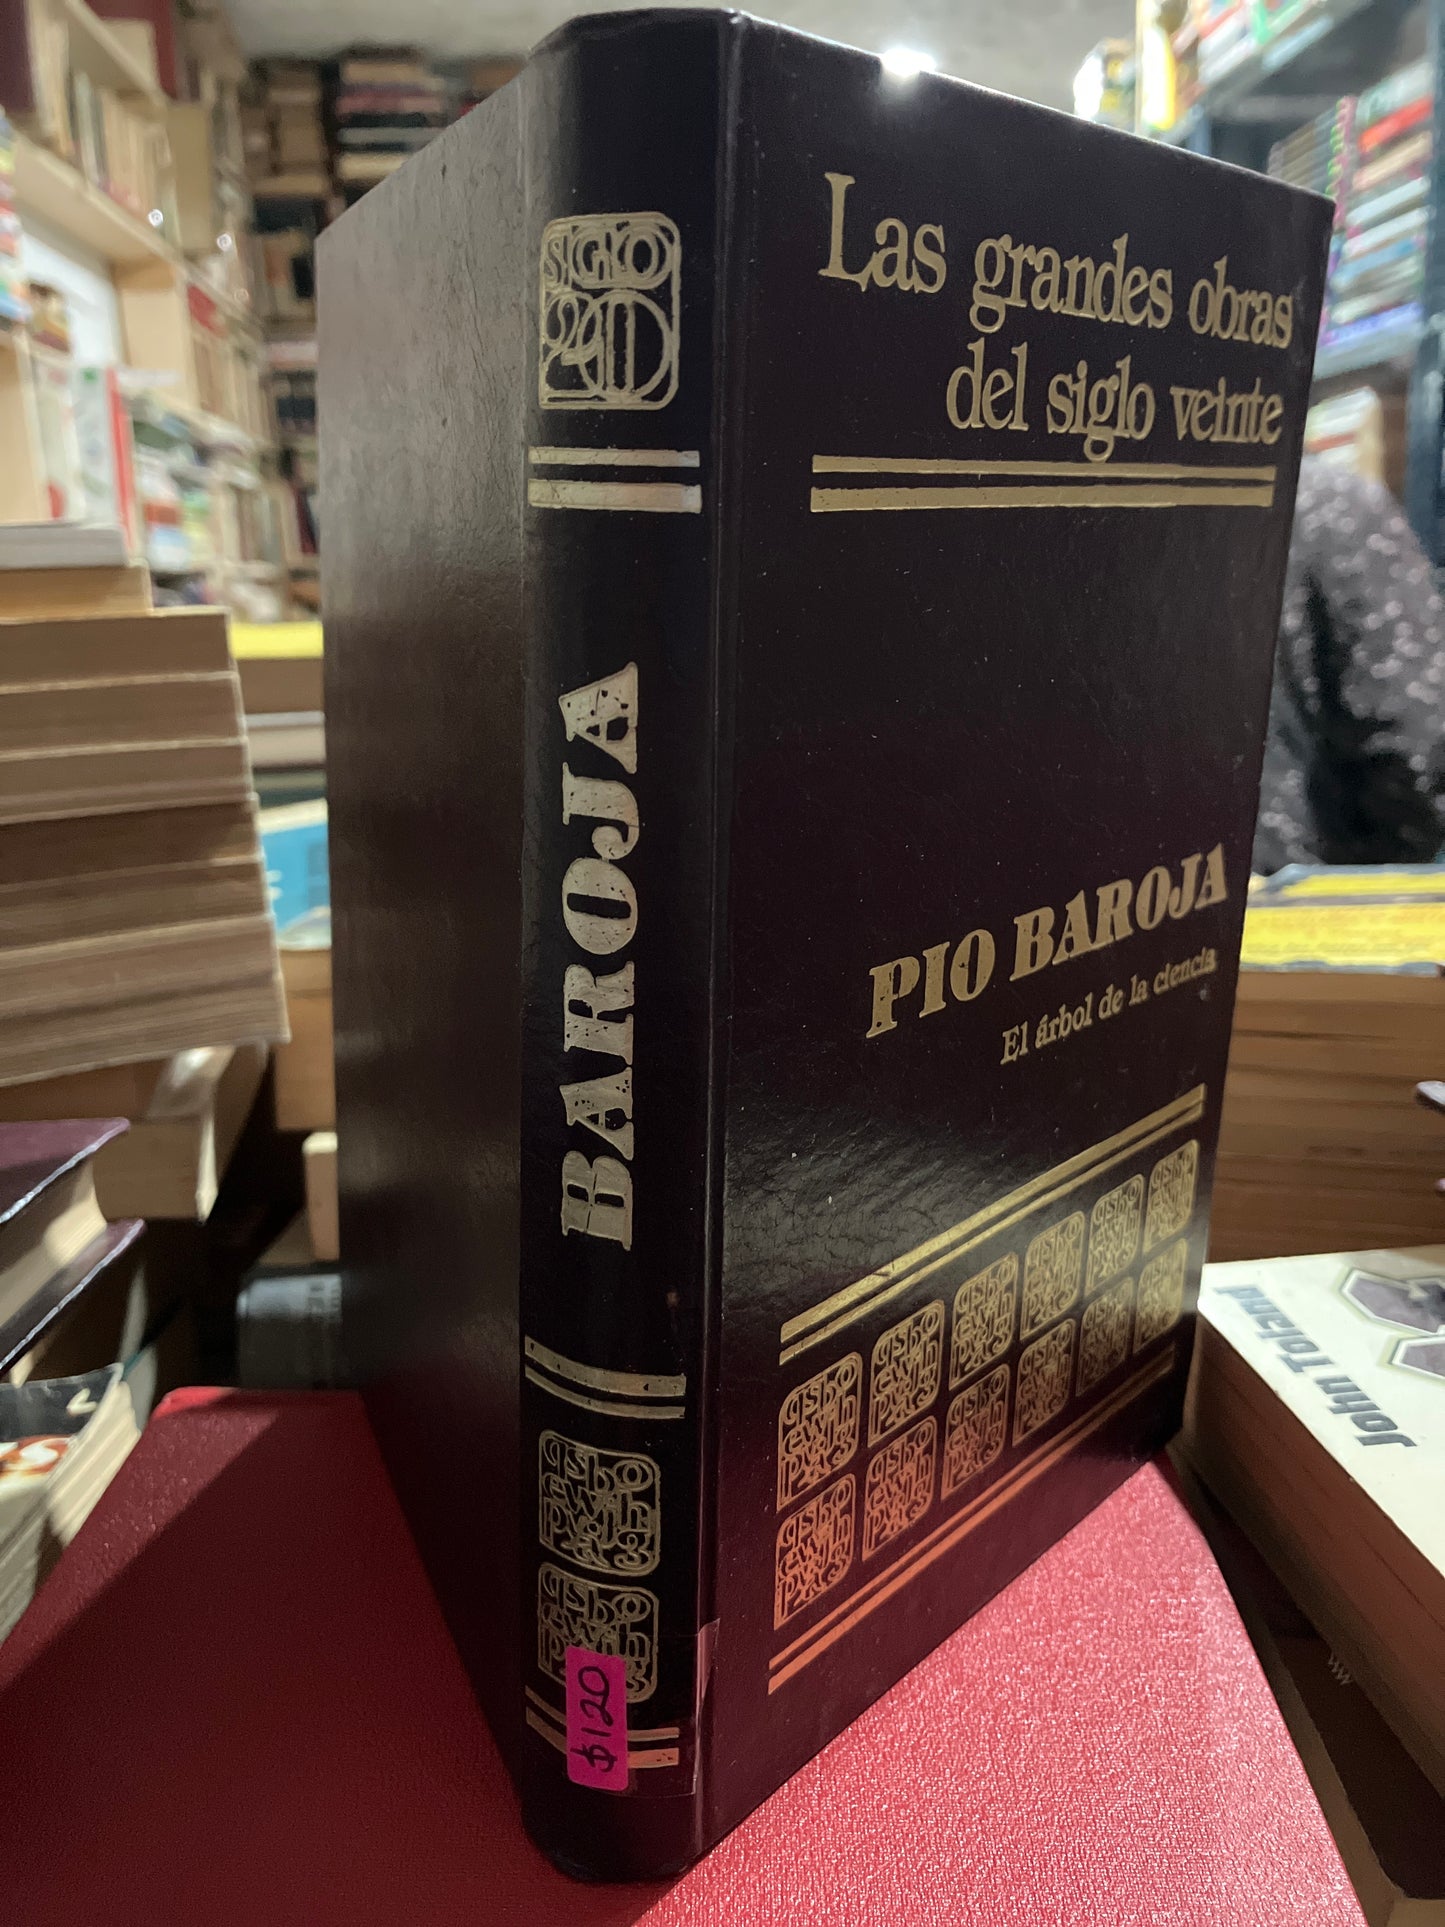 SIGLO
20
BAROJA
$120
Las grandes obras
del siglo veinte
PIO BAROJA
El árbol de la ciencia
John Toland